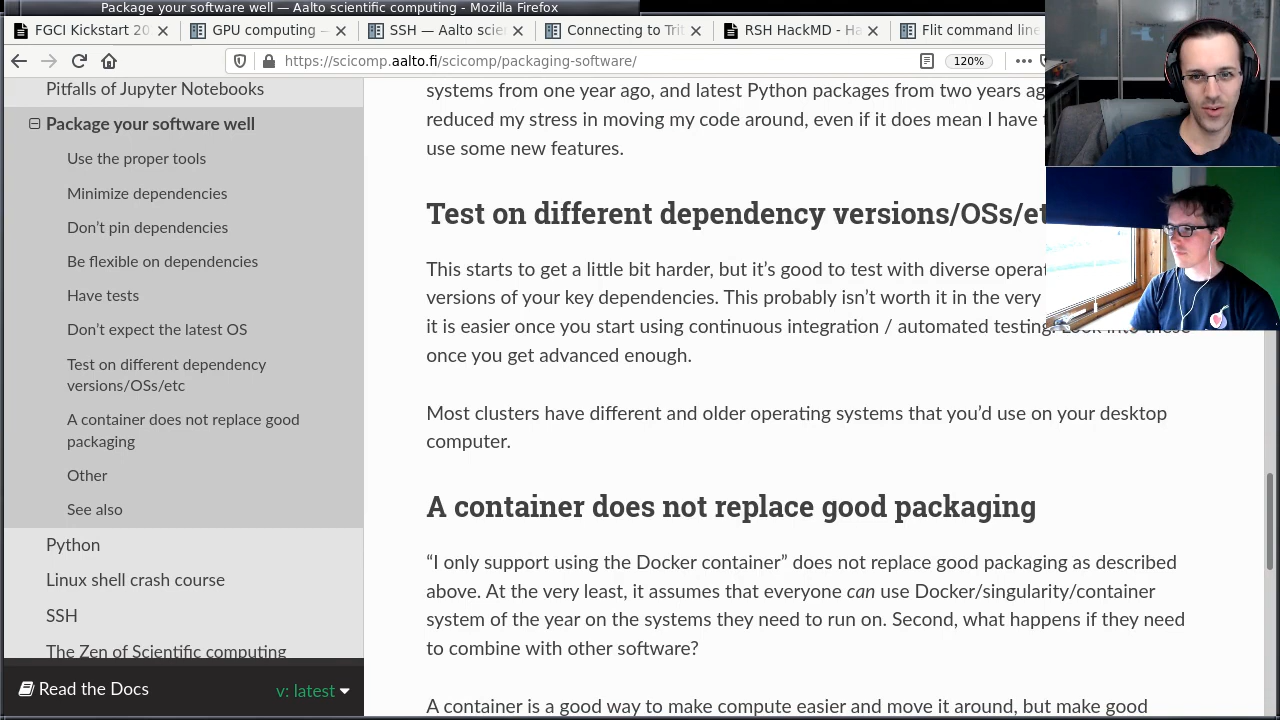 Package your software well — Aalto scientific computing - Mozilla Firefox
FGCI Kickstart 20
GPU computing —
SSH — Aalto scie
Connecting to Trit
RSH HackMD - Ha
Flit command line
https://scicomp.aalto.fi/scicomp/packaging-software/
120%
Pitfalls of Jupyter Notebooks
Package your software well
Use the proper tools
Minimize dependencies
Don't pin dependencies
Be flexible on dependencies
Have tests
Don't expect the latest OS
Test on different dependency
versions/OSs/etc
A container does not replace good
packaging
Other
See also
Python
Linux shell crash course
SSH
The Zen of Scientific computing
Read the Docs
v: latest
systems from one year ago, and latest Python packages from two years ag
reduced my stress in moving my code around, even if it does mean I have
use some new features.
Test on different dependency versions/OSs/et
This starts to get a little bit harder, but it's good to test with diverse opera
versions of your key dependencies. This probably isn't worth it in the very
it is easier once you start using continuous integration / automated testing. Look into these
once you get advanced enough.
Most clusters have different and older operating systems that you'd use on your desktop
computer.
A container does not replace good packaging
“I only support using the Docker container” does not replace good packaging as described
above. At the very least, it assumes that everyone can use Docker/singularity/container
system of the year on the systems they need to run on. Second, what happens if they need
to combine with other software?
A container is a good way to make compute easier and move it around, but make good